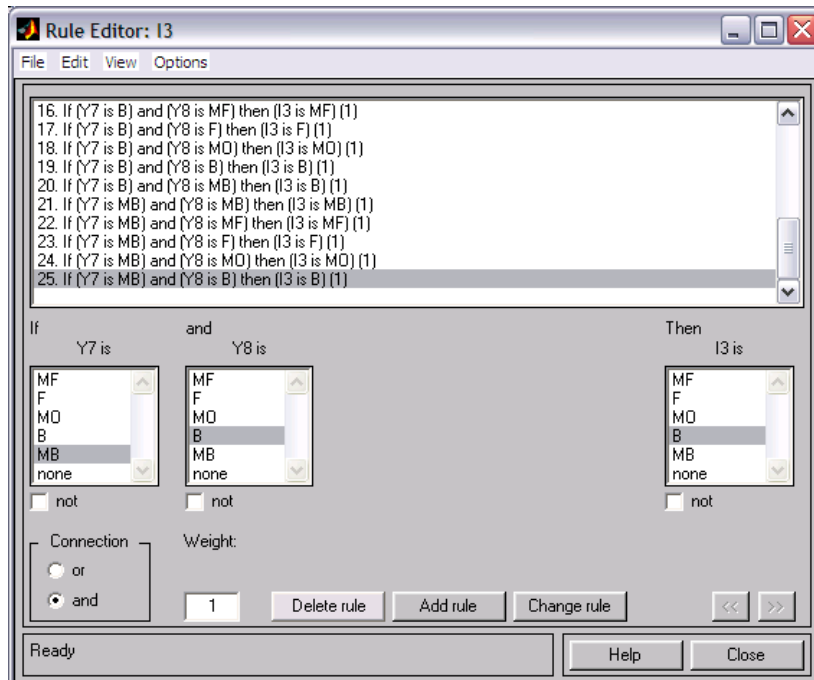 Rule Editor: I3
File Edit View Options
16. If (Y7 is B) and (Y8 is MF) then (I3 is MF) (1)
17. If (Y7 is B) and (Y8 is F) then (I3 is F) (1)
18. If (Y7 is B) and (Y8 is MO) then (I3 is MO) (1)
19. If (Y7 is B) and (Y8 is B) then (I3 is B) (1)
20. If (Y7 is B) and (Y8 is MB) then (I3 is B) (1)
21. If (Y7 is MB) and (Y8 is MB) then (I3 is MB) (1)
22. If (Y7 is MB) and (Y8 is MF) then (I3 is MF) (1)
23. If (Y7 is MB) and (Y8 is F) then (I3 is F) (1)
24. If (Y7 is MB) and (Y8 is MO) then (I3 is MO) (1)
25. If (Y7 is MB) and (Y8 is B) then (I3 is B) (1)
If and Then
Y7 is Y8 is I3 is
MF MF MF
F F F
MO MO MO
B B B
MB MB MB
none none none
not not not
Connection Weight:
or
and 1 Delete rule Add rule Change rule << >>
Ready Help Close